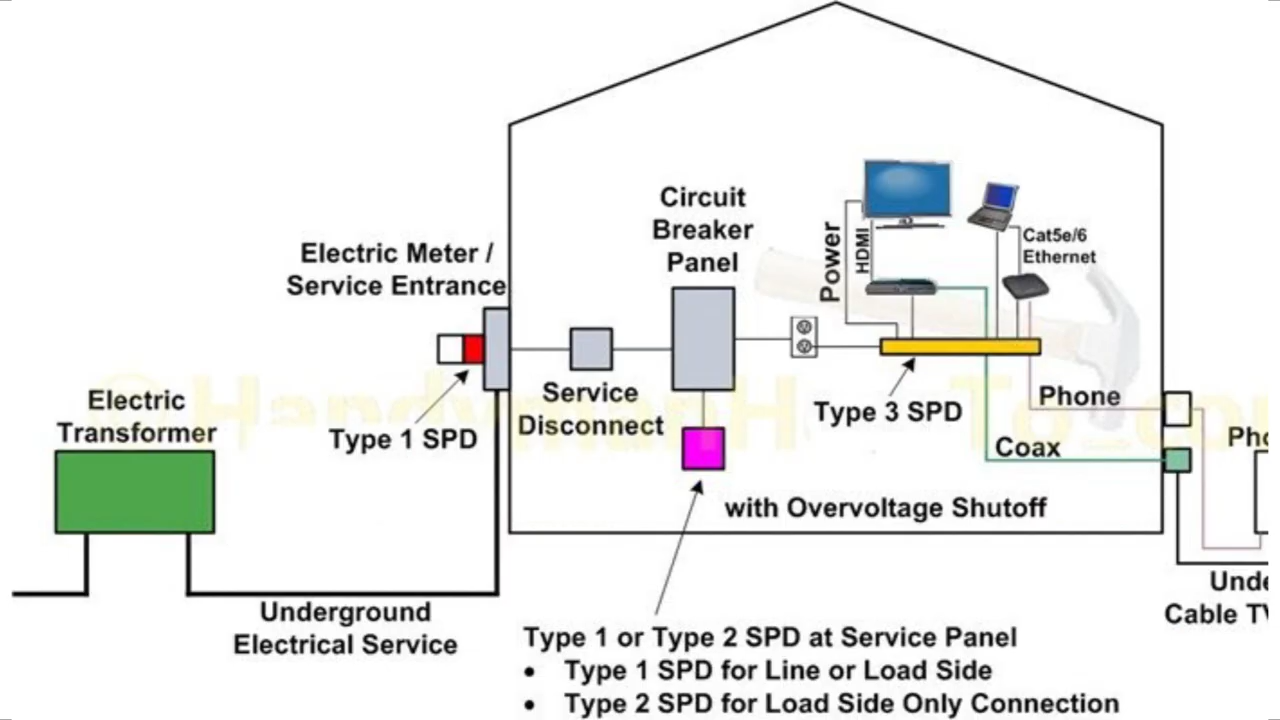 Circuit
Breaker
Panel
Electric Meter /
Service Entrance
Power
HDMI
Cat5e/6
Ethernet
Electric
Transformer
Type 1 SPD
Service
Disconnect
Type 3 SPD
Phone
Coax
with Overvoltage Shutoff
Underground
Electrical Service
Cable
Type 1 or Type 2 SPD at Service Panel
• Type 1 SPD for Line or Load Side
• Type 2 SPD for Load Side Only Connection